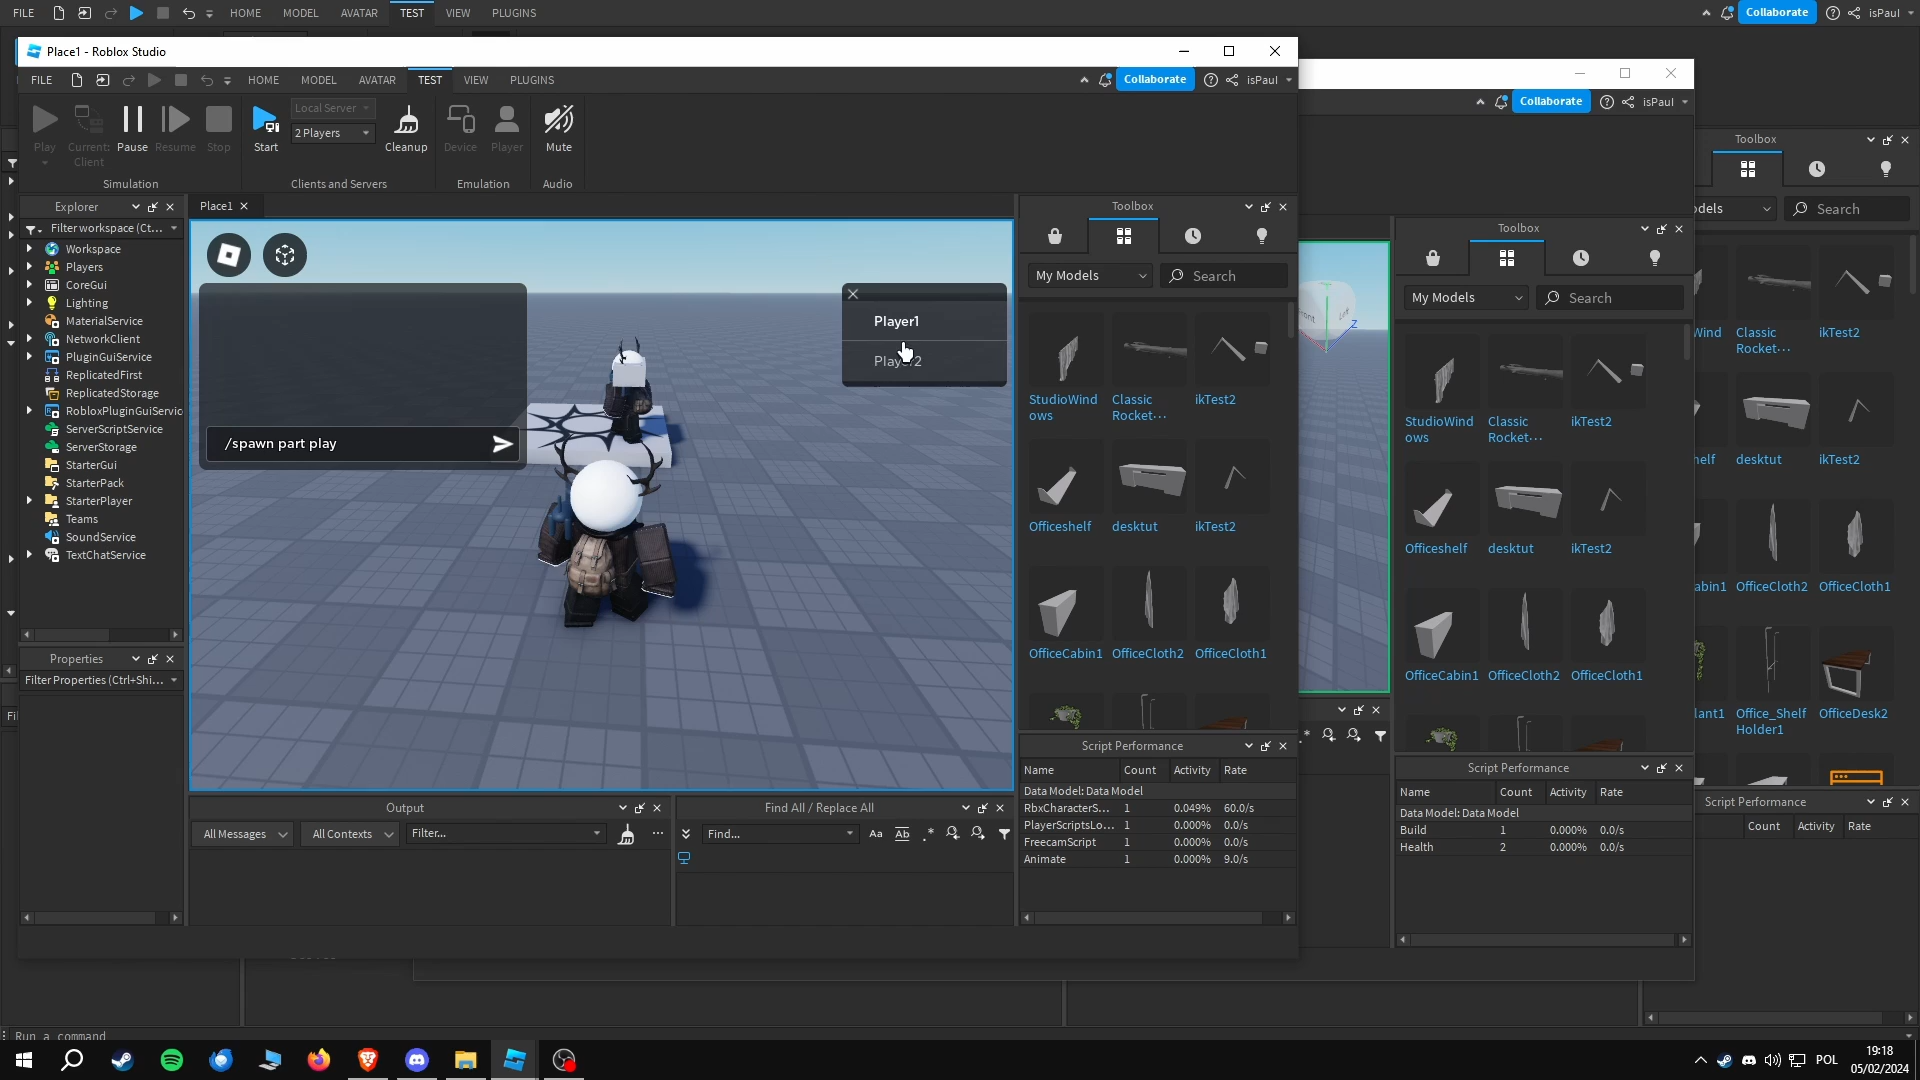 FILE HOME MODEL AVATAR TEST VIEW PLUGINS Collaborate isPaul
Place1 - Roblox Studio
FILE HOME MODEL AVATAR TEST VIEW PLUGINS Collaborate isPaul
Collaborate isPaul
Play Current: Client Pause Resume Stop
Simulation
Start Local Server 2 Players Cleanup
Clients and Servers
Device Player
Emulation
Mute
Audio
Explorer
Filter workspace (Ct...
Workspace
Players
CoreGui
Lighting
MaterialService
NetworkClient
PluginGuiService
ReplicatedFirst
ReplicatedStorage
RobloxPluginGuiServic
ServerScriptService
ServerStorage
StarterGui
StarterPack
StarterPlayer
Teams
SoundService
TextChatService
Properties
Filter Properties (Ctrl+Shi...
Place1
/spawn part play
Player1
Output
All Messages All Contexts Filter...
Find All / Replace All
Find... Aa Ab .*
Toolbox
My Models Search
StudioWind
ows
Classic
Rocket...
ikTest2
Officeshelf desktut ikTest2
OfficeCabin1 OfficeCloth2 OfficeCloth1
Script Performance
Name Count Activity Rate
Data Model: Data Model
RbxCharacterS... 1 0.049% 60.0/s
PlayerScriptsLo... 1 0.000% 0.0/s
FreecamScript 1 0.000% 0.0/s
Animate 1 0.000% 9.0/s
Z
Toolbox
My Models Search
StudioWind
ows
Classic
Rocket...
ikTest2
Officeshelf desktut ikTest2
OfficeCabin1 OfficeCloth2 OfficeCloth1
Script Performance
Name Count Activity Rate
Data Model: Data Model
Build 1 0.000% 0.0/s
Health 2 0.000% 0.0/s
Toolbox
dels Search
Wind
Classic
Rocket...
ikTest2
helf desktut ikTest2
abin1 OfficeCloth2 OfficeCloth1
lant1
Office_Shelf
Holder1
OfficeDesk2
Script Performance
Count Activity Rate
Run a command
POL
19:18
05/02/2024